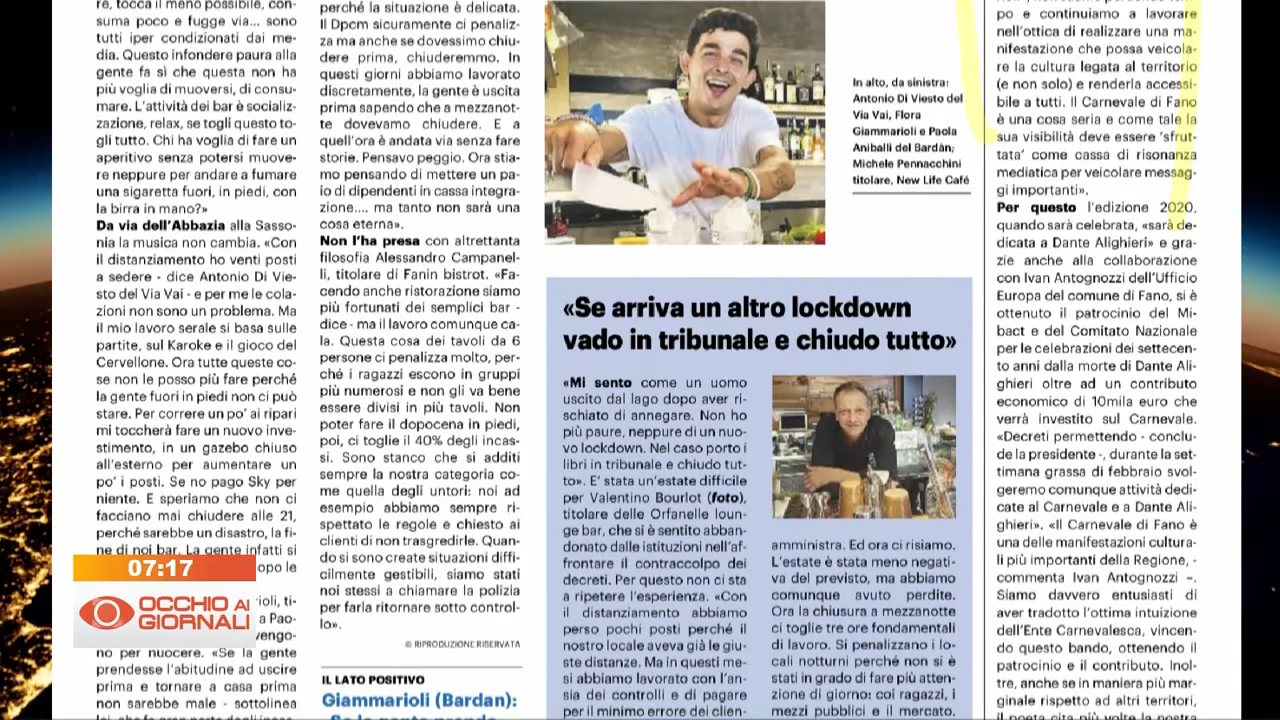 re, tocca il meno possibile, con-
suma poco e fugge via... sono
tutti iper condizionati dai me-
dia. Questo infondere paura alla
gente fa sì che questa non ha
più voglia di muoversi, di consu-
mare. L'attività dei bar è socializ-
zazione, relax, se togli questo to-
gli tutto. Chi ha voglia di fare un
aperitivo senza potersi muove-
re neppure per andare a fumare
una sigaretta fuori, in piedi, con
la birra in mano?»
Da via dell'Abbazia alla Sasso-
nia la musica non cambia. «Con
il distanziamento ho venti posti
a sedere - dice Antonio Di Vie-
sto del Via Vai - e per me le cola-
zioni non sono un problema. Ma
il mio lavoro serale si basa sulle
partite, sul Karoke e il gioco del
Cervellone. Ora tutte queste co-
se non le posso più fare perché
la gente fuori in piedi non ci può
stare. Per correre un po' ai ripari
mi toccherà fare un nuovo inve-
stimento, in un gazebo chiuso
all'esterno per aumentare un
po' i posti. Se no pago Sky per
niente. E speriamo che non ci
facciano mai chiudere alle 21,
perché sarebbe un disastro, la fi-
ne di noi bar. La gente infatti si
opo le
ioli, ti-
a Pao-
vengo-
no per nuocere. «Se la gente
prendesse l'abitudine ad uscire
prima e tornare a casa prima
non sarebbe male - sottolinea
perché la situazione è delicata.
Il Dpcm sicuramente ci penaliz-
za ma anche se dovessimo chiu-
dere prima, chiuderemmo. In
questi giorni abbiamo lavorato
discretamente, la gente è uscita
prima sapendo che a mezzanot-
te dovevamo chiudere. E a
quell'ora è andata via senza fare
storie. Pensavo peggio. Ora stia-
mo pensando di mettere un pa-
io di dipendenti in cassa integra-
zione.... ma tanto non sarà una
cosa eterna».
Non l'ha presa con altrettanta
filosofia Alessandro Campanel-
li, titolare di Fanin bistrot. «Fa-
cendo anche ristorazione siamo
più fortunati dei semplici bar -
dice - ma il lavoro comunque ca-
la. Questa cosa dei tavoli da 6
persone ci penalizza molto, per-
ché i ragazzi escono in gruppi
più numerosi e non gli va bene
essere divisi in più tavoli. Non
poter fare il dopocena in piedi,
poi, ci toglie il 40% degli incas-
si. Sono stanco che si additi
sempre la nostra categoria co-
me quella degli untori: noi ad
esempio abbiamo sempre ri-
spettato le regole e chiesto ai
clienti di non trasgredirle. Quan-
do si sono create situazioni diffi-
cilmente gestibili, siamo stati
noi stessi a chiamare la polizia
per farla ritornare sotto control-
lo».
© RIPRODUZIONE RISERVATA
IL LATO POSITIVO
Giammarioli (Bardan):
In alto, da sinistra:
Antonio Di Viesto del
Via Vai, Flora
Giammarioli e Paola
Aniballi del Bardàn;
Michele Pennacchini
titolare, New Life Café
«Se arriva un altro lockdown
vado in tribunale e chiudo tutto»
«Mi sento come un uomo
uscito dal lago dopo aver ri-
schiato di annegare. Non ho
più paure, neppure di un nuo-
vo lockdown. Nel caso porto i
libri in tribunale e chiudo tut-
to». E' stata un'estate difficile
per Valentino Bourlot (foto),
titolare delle Orfanelle loun-
ge bar, che si è sentito abban-
donato dalle istituzioni nell'af-
frontare il contraccolpo dei
decreti. Per questo non ci sta
a ripetere l'esperienza. «Con
il distanziamento abbiamo
perso pochi posti perché il
nostro locale aveva già le giu-
ste distanze. Ma in questi me-
si abbiamo lavorato con l'an-
sia dei controlli e di pagare
per il minimo errore dei clien-
amministra. Ed ora ci risiamo.
L'estate è stata meno negati-
va del previsto, ma abbiamo
comunque avuto perdite.
Ora la chiusura a mezzanotte
ci toglie tre ore fondamentali
di lavoro. Si penalizzano i lo-
cali notturni perché non si è
stati in grado di fare più atten-
zione di giorno: coi ragazzi, i
mezzi pubblici e il mercato.
po e continuiamo a lavorare
nell'ottica di realizzare una ma-
nifestazione che possa veicola-
re la cultura legata al territorio
(e non solo) e renderla accessi-
bile a tutti. Il Carnevale di Fano
è una cosa seria e come tale la
sua visibilità deve essere 'sfrut-
tata' come cassa di risonanza
mediatica per veicolare messag-
gi importanti».
Per questo l'edizione 2020,
quando sarà celebrata, «sarà de-
dicata a Dante Alighieri» e gra-
zie anche alla collaborazione
con Ivan Antognozzi dell'Ufficio
Europa del comune di Fano, si è
ottenuto il patrocinio del Mi-
bact e del Comitato Nazionale
per le celebrazioni dei settecen-
to anni dalla morte di Dante Ali-
ghieri oltre ad un contributo
economico di 10mila euro che
verrà investito sul Carnevale.
«Decreti permettendo - conclu-
de la presidente -, durante la set-
timana grassa di febbraio svol-
geremo comunque attività dedi-
cate al Carnevale e a Dante Ali-
ghieri». «Il Carnevale di Fano è
una delle manifestazioni cultura-
li più importanti della Regione, -
commenta Ivan Antognozzi –.
Siamo davvero entusiasti di
aver tradotto l'ottima intuizione
dell'Ente Carnevalesca, vincen-
do questo bando, ottenendo il
patrocinio e il contributo. Inol-
tre, anche se in maniera più mar-
ginale rispetto ad altri territori,
07:17
OCCHIO AI
GIORNALI